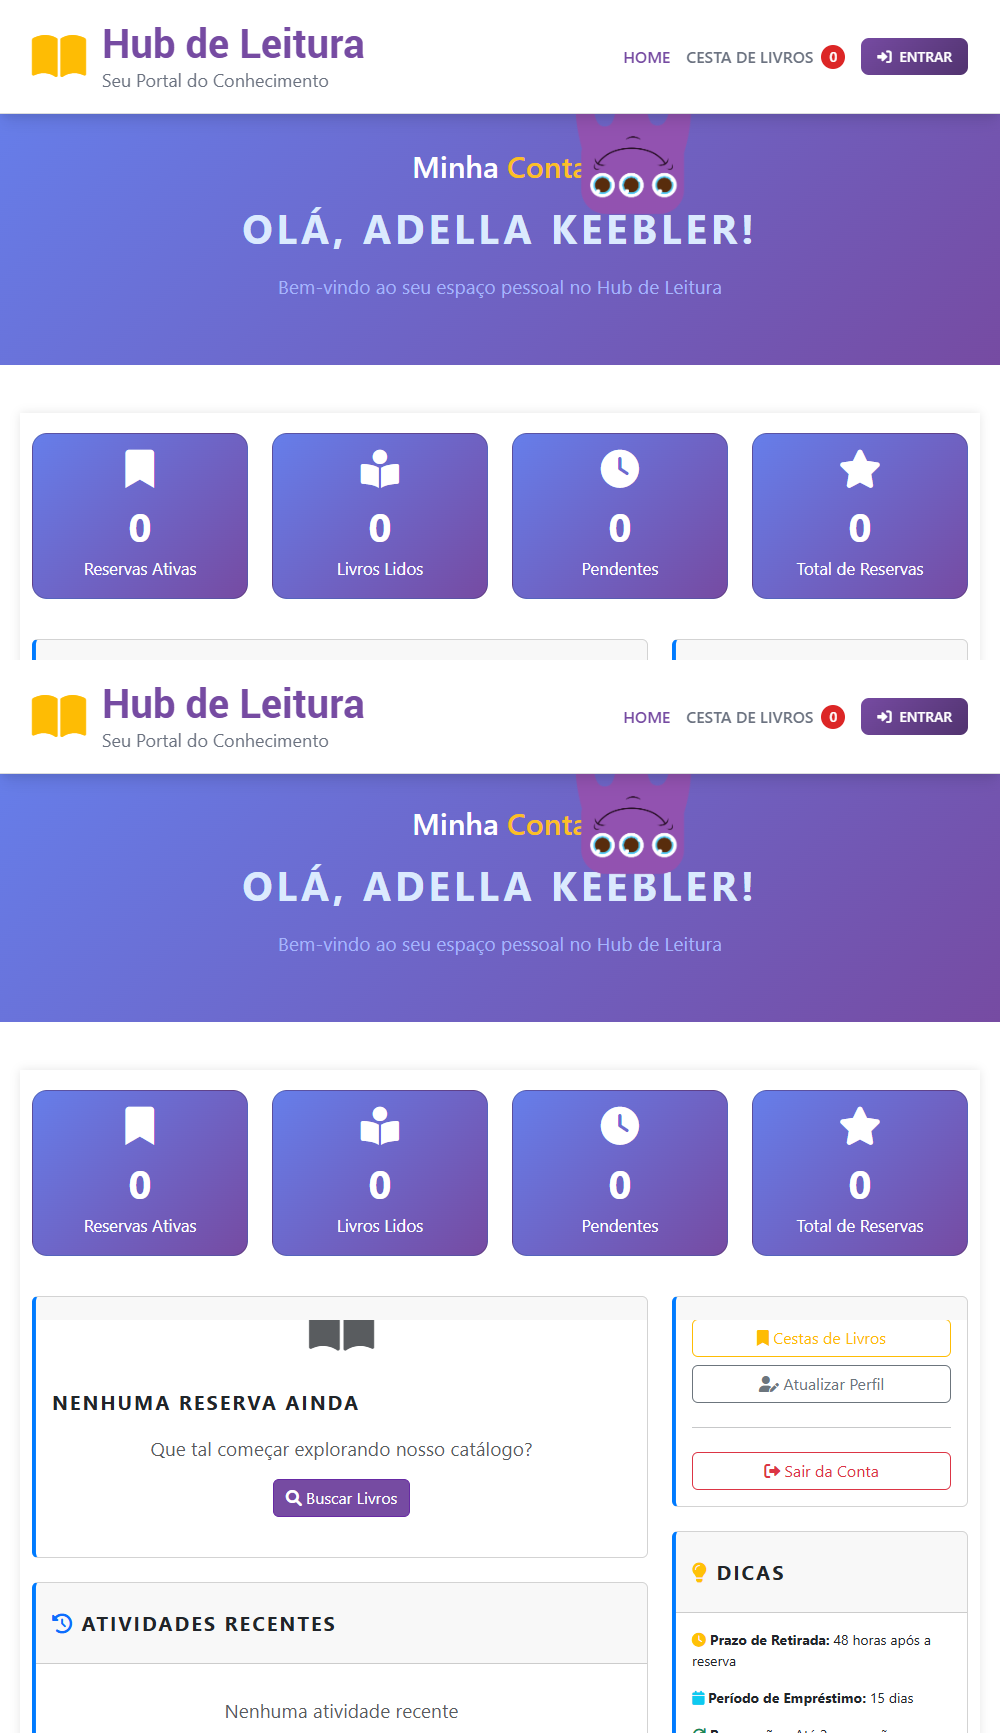 Hub de Leitura
Seu Portal do Conhecimento
HOME CESTA DE LIVROS 0 ENTRAR
Minha Conta
OLÁ, ADELLA KEEBLER!
Bem-vindo ao seu espaço pessoal no Hub de Leitura
0 0 0 0
Reservas Ativas Livros Lidos Pendentes Total de Reservas
Hub de Leitura
Seu Portal do Conhecimento
HOME CESTA DE LIVROS 0 ENTRAR
Minha Conta
OLÁ, ADELLA KEEBLER!
Bem-vindo ao seu espaço pessoal no Hub de Leitura
0 0 0 0
Reservas Ativas Livros Lidos Pendentes Total de Reservas
NENHUMA RESERVA AINDA
Que tal começar explorando nosso catálogo?
Buscar Livros
ATIVIDADES RECENTES
Nenhuma atividade recente
Cestas de Livros
Atualizar Perfil
Sair da Conta
DICAS
Prazo de Retirada: 48 horas após a
reserva
Período de Empréstimo: 15 dias